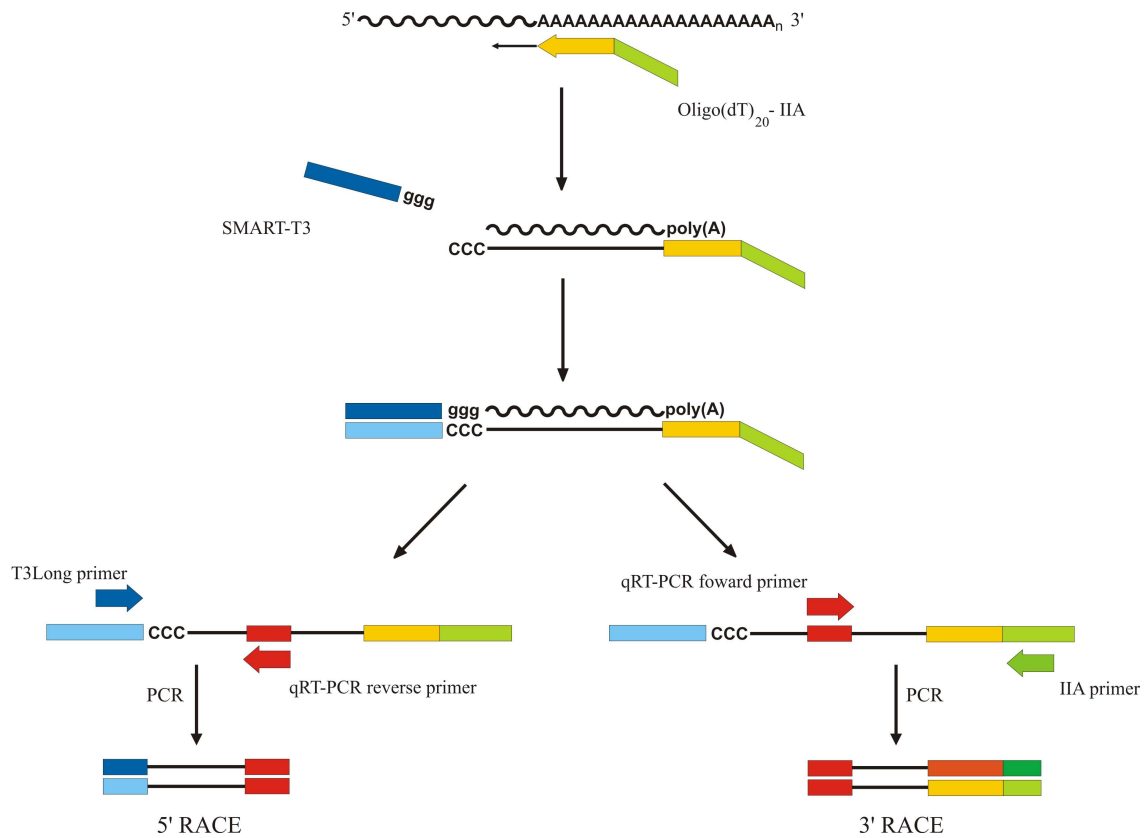 5' AAAAAAAAAAAAAAAAAAAn 3'
Oligo(dT)20- IIA
ggg
SMART-T3
poly(A)
CCC
ggg poly(A)
CCC
T3Long primer
qRT-PCR foward primer
CCC
CCC
qRT-PCR reverse primer
IIA primer
PCR
PCR
5' RACE
3' RACE